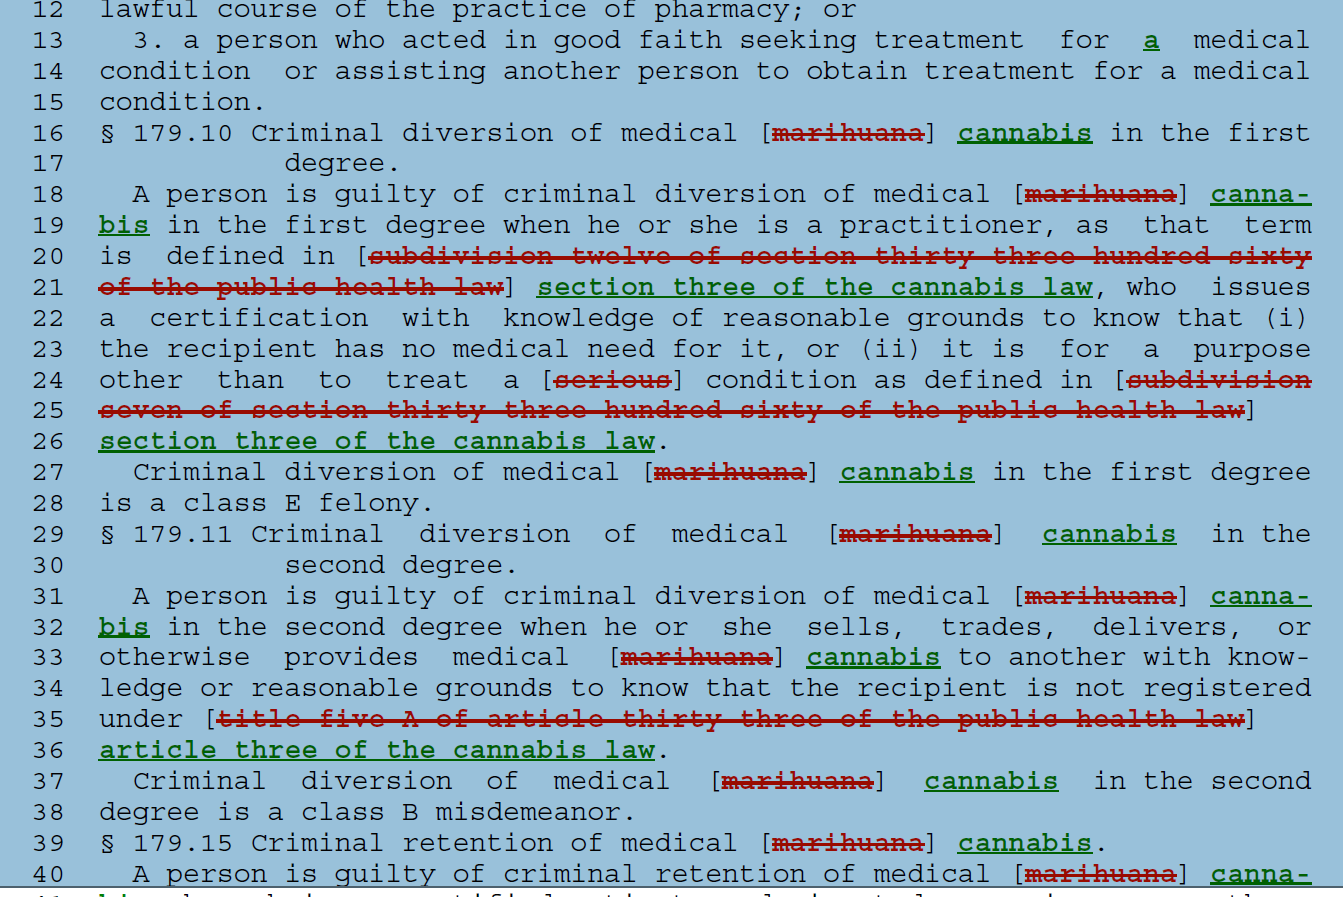 12 lawful course of the practice of pharmacy; or
13 3. a person who acted in good faith seeking treatment for a medical
14 condition or assisting another person to obtain treatment for a medical
15 condition.
16 § 179.10 Criminal diversion of medical [marihuana] cannabis in the first
17 degree.
18 A person is guilty of criminal diversion of medical [marihuana] canna-
19 bis in the first degree when he or she is a practitioner, as that term
20 is defined in [subdivision twelve of section thirty three hundred sixty
21 of the public health law] section three of the cannabis law, who issues
22 a certification with knowledge of reasonable grounds to know that (i)
23 the recipient has no medical need for it, or (ii) it is for a purpose
24 other than to treat a [serious] condition as defined in [subdivision
25 seven of section thirty three hundred sixty of the public health law]
26 section three of the cannabis law.
27 Criminal diversion of medical [marihuana] cannabis in the first degree
28 is a class E felony.
29 § 179.11 Criminal diversion of medical [marihuana] cannabis in the
30 second degree.
31 A person is guilty of criminal diversion of medical [marihuana] canna-
32 bis in the second degree when he or she sells, trades, delivers, or
33 otherwise provides medical [marihuana] cannabis to another with know-
34 ledge or reasonable grounds to know that the recipient is not registered
35 under [title five A of article thirty three of the public health law]
36 article three of the cannabis law.
37 Criminal diversion of medical [marihuana] cannabis in the second
38 degree is a class B misdemeanor.
39 § 179.15 Criminal retention of medical [marihuana] cannabis.
40 A person is guilty of criminal retention of medical [marihuana] canna-